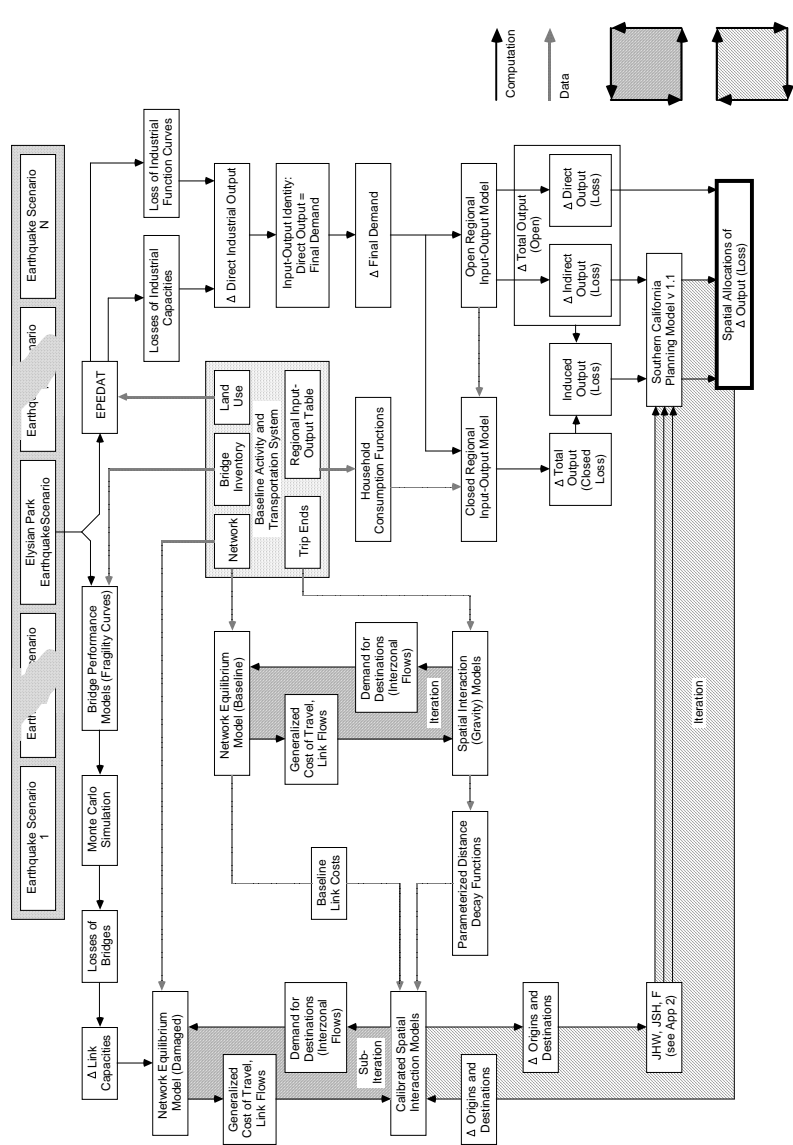 Earthquake Scenario
1
Earth
enario
Elysian Park
EarthquakeScenario
Earthq
nario
Earthquake Scenario
N
Δ Link
Capacities
Losses of
Bridges
Monte Carlo
Simulation
Bridge Performance
Models (Fragility Curves)
EPEDAT
Losses of Industrial
Capacities
Loss of Industrial
Function Curves
Network Equilibrium
Model (Damaged)
Generalized
Cost of Travel,
Link Flows
Demand for
Destinations
(Interzonal
Flows)
Sub-
Iteration
Calibrated Spatial
Interaction Models
Δ Origins and
Destinations
Δ Origins and
Destinations
JHW, JSH, F
(see App 2)
Baseline
Link Costs
Parameterized Distance
Decay Functions
Network Equilibrium
Model (Baseline)
Generalized
Cost of Travel,
Link Flows
Demand for
Destinations
(Interzonal
Flows)
Iteration
Spatial Interaction
(Gravity) Models
Network
Bridge
Inventory
Land
Use
Baseline Activity and
Transportation System
Trip Ends
Regional Input-
Output Table
Household
Consumption Functions
Δ Direct Industrial Output
Input-Output Identity:
Direct Output =
Final Demand
Δ Final Demand
Closed Regional
Input-Output Model
Open Regional
Input-Output Model
Δ Total
Output
(Closed
Loss)
Induced Output
(Loss)
Δ Total Output
(Open)
Δ Indirect
Output
(Loss)
Δ Direct
Output
(Loss)
Southern California
Planning Model v 1.1
Iteration
Spatial Allocations of
Δ Output (Loss)
Computation
Data